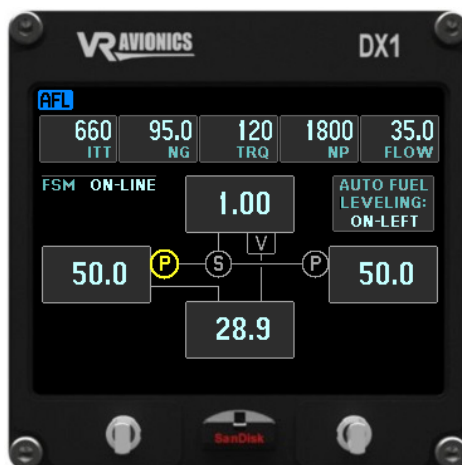 VR AVIONICS DX1
AFL
660 95.0 120 1800 35.0
ITT NG TRQ NP FLOW
FSM ON-LINE
AUTO FUEL
LEVELING:
ON-LEFT
1.00
V
50.0 P S P 50.0
28.9
SanDisk